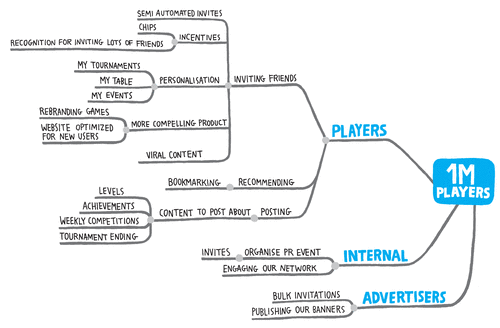 SEMI AUTOMATED INVITES
CHIPS
RECOGNITION FOR INVITING LOTS OF FRIENDS
INCENTIVES
MY TOURNAMENTS
MY TABLE
MY EVENTS
PERSONALISATION
INVITING FRIENDS
REBRANDING GAMES
WEBSITE OPTIMIZED
FOR NEW USERS
MORE COMPELLING PRODUCT
VIRAL CONTENT
PLAYERS
BOOKMARKING
RECOMMENDING
LEVELS
ACHIEVEMENTS
WEEKLY COMPETITIONS
TOURNAMENT ENDING
CONTENT TO POST ABOUT
POSTING
1M
PLAYERS
INVITES
ORGANISE PR EVENT
ENGAGING OUR NETWORK
INTERNAL
BULK INVITATIONS
PUBLISHING OUR BANNERS
ADVERTISERS